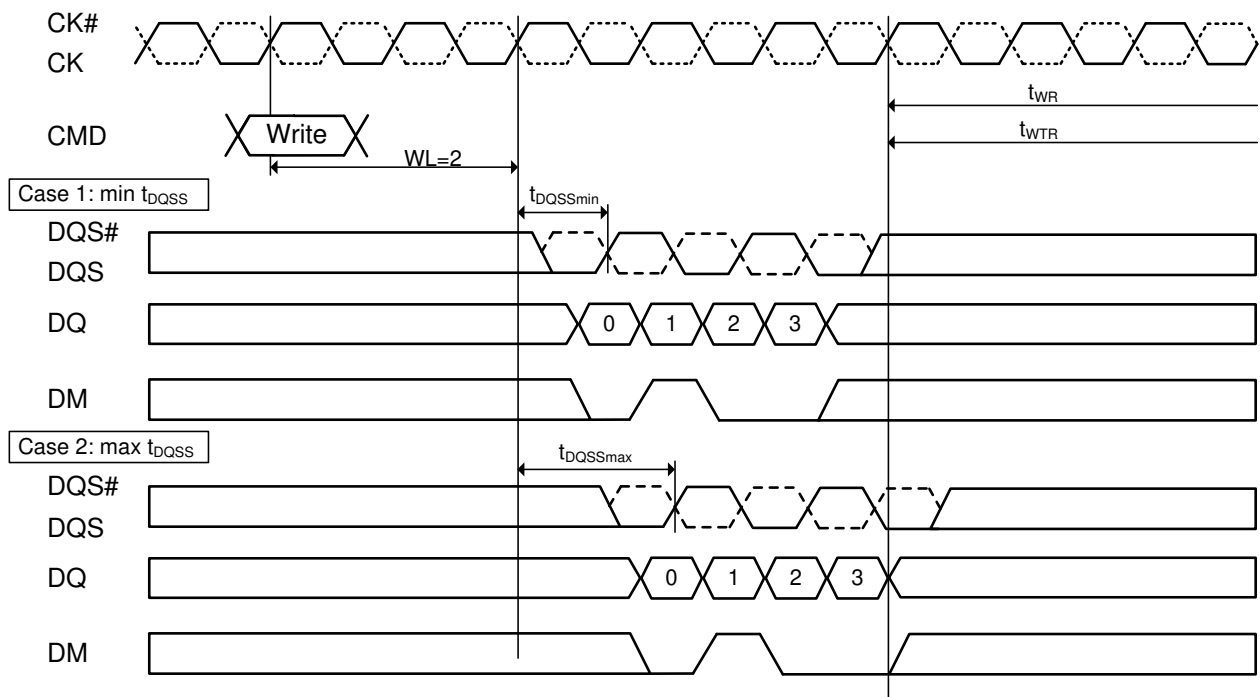 CK#
CK
tWR
tWTR
CMD
Write
WL=2
Case 1: min tDQSS
tDQSSmin
DQS#
DQS
DQ
0 1 2 3
DM
Case 2: max tDQSS
tDQSSmax
DQS#
DQS
DQ
0 1 2 3
DM